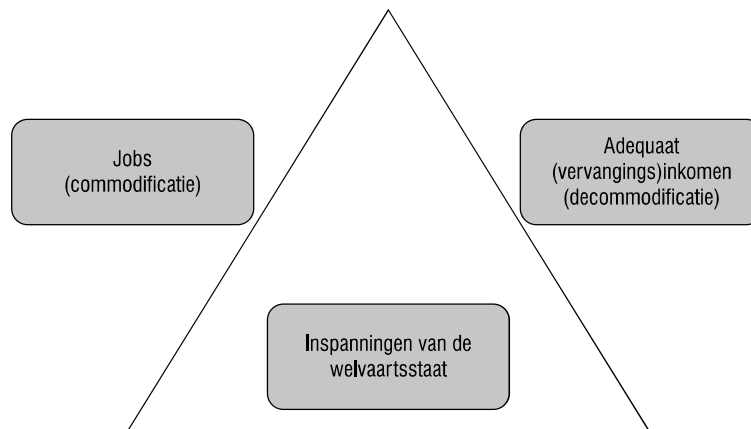 Jobs
(commodificatie)
Adequaat
(vervangings)inkomen
(decommodificatie)
Inspanningen van de
welvaartsstaat